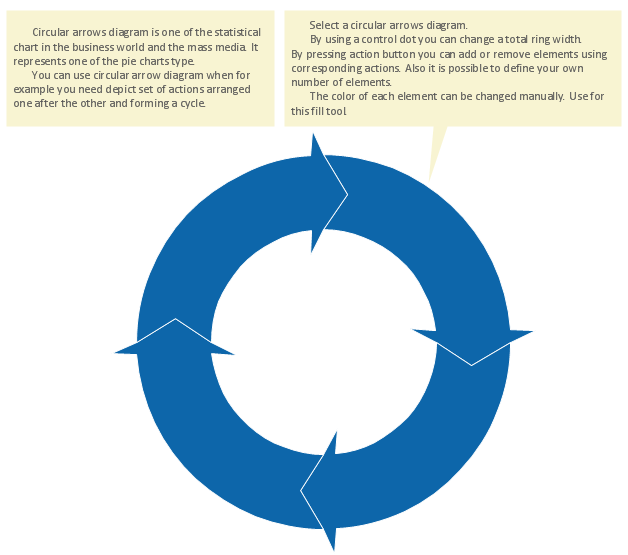 Circular arrows diagram is one of the statistical
chart in the business world and the mass media. It
represents one of the pie charts type.
You can use circular arrow diagram when for
example you need depict set of actions arranged
one after the other and forming a cycle.
Select a circular arrows diagram.
By using a control dot you can change a total ring width.
By pressing action button you can add or remove elements using
corresponding actions. Also it is possible to define your own
number of elements.
The color of each element can be changed manually. Use for
this fill tool.